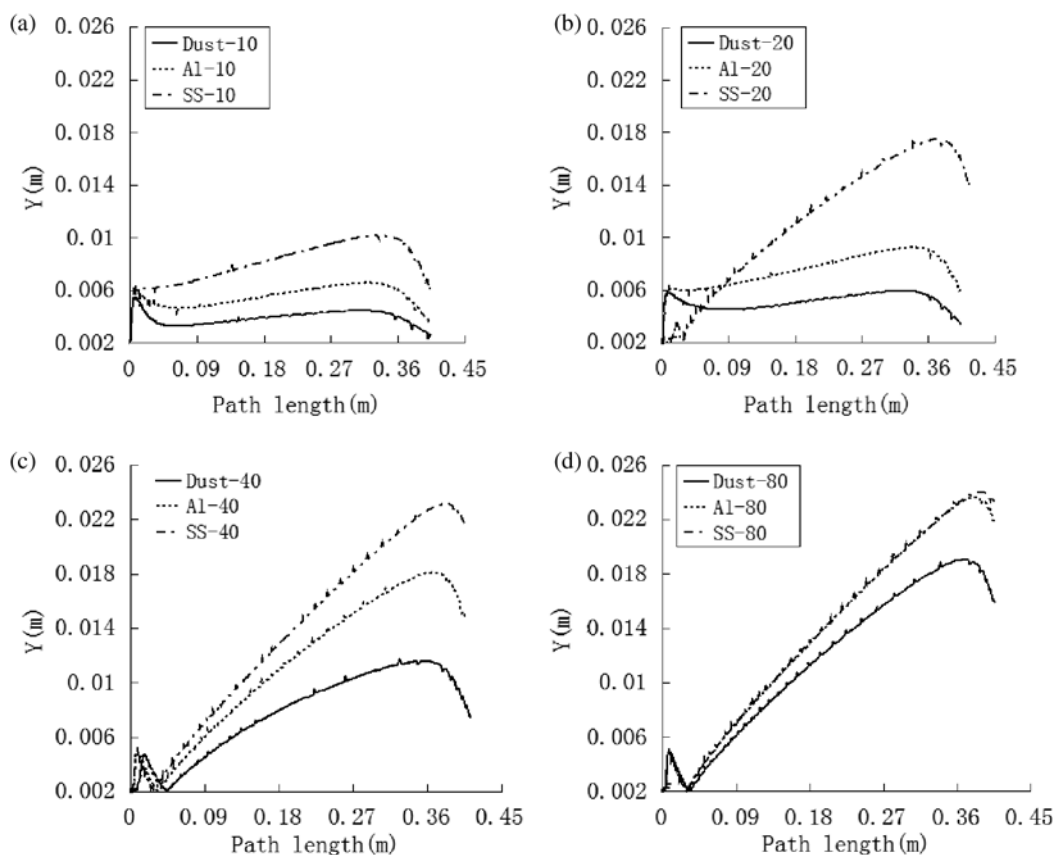 (a)
0.026
0.022
0.018
0.014
0.01
0.006
0.002
Y(m)
Dust-10
Al-10
SS-10
0 0.09 0.18 0.27 0.36 0.45
Path length(m)
(b)
0.026
0.022
0.018
0.014
0.01
0.006
0.002
Y(m)
Dust-20
Al-20
SS-20
0 0.09 0.18 0.27 0.36 0.45
Path length(m)
(c)
0.026
0.022
0.018
0.014
0.01
0.006
0.002
Y(m)
Dust-40
Al-40
SS-40
0 0.09 0.18 0.27 0.36 0.45
Path length(m)
(d)
0.026
0.022
0.018
0.014
0.01
0.006
0.002
Y(m)
Dust-80
Al-80
SS-80
0 0.09 0.18 0.27 0.36 0.45
Path length(m)